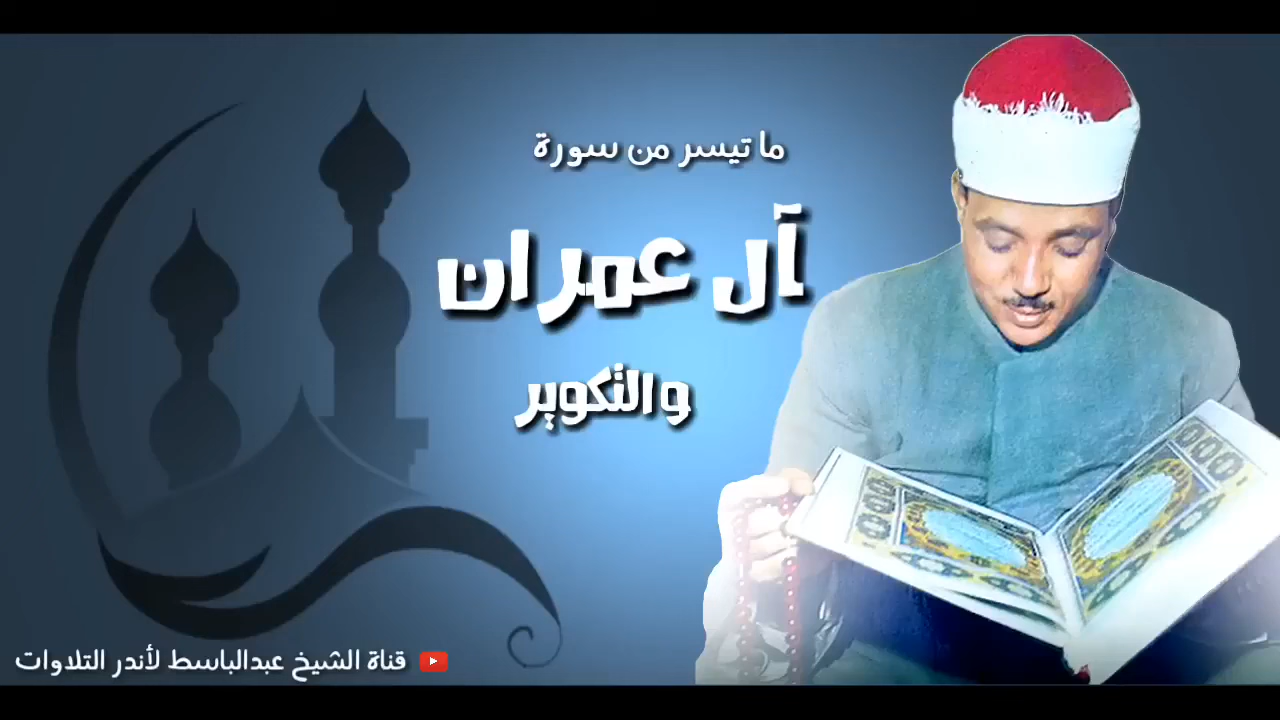 ما تيسر من سورة
آل عمران
والتكوير
قناة الشيخ عبدالباسط لأندر التلاوات